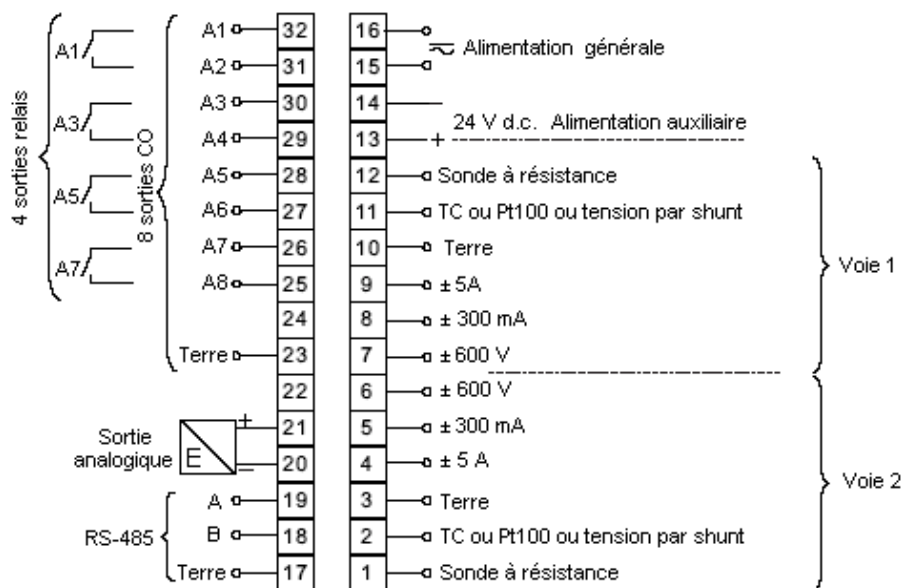 A1 A1 32 16 Alimentation générale
A2 31 15
A3 A3 30 14
A4 29 13 + 24 V d.c. Alimentation auxiliaire
4 sorties relais
8 sorties CO
A5 A5 28 12 Sonde à résistance
A6 27 11 TC ou Pt100 ou tension par shunt
A7 A7 26 10 Terre
A8 25 9 ± 5A
Voie 1
24 8 ± 300 mA
Terre 23 7 ± 600 V
22 6 ± 600 V
Sortie analogique E + 21 5 ± 300 mA
– 20 4 ± 5 A
Voie 2
RS-485 A 19 3 Terre
B 18 2 TC ou Pt100 ou tension par shunt
Terre 17 1 Sonde à résistance